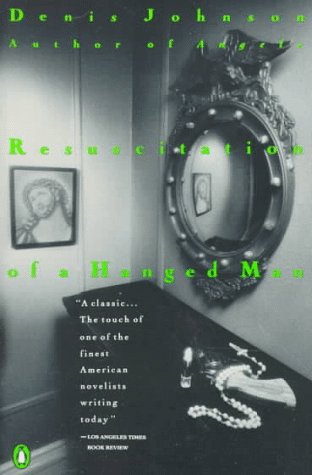 Denis Johnson
Author of Angels
Resuscitation
of a Hanged Man
"A classic...
The touch of
one of the
finest
American
novelists
writing
today"
—LOS ANGELES TIMES
BOOK REVIEW